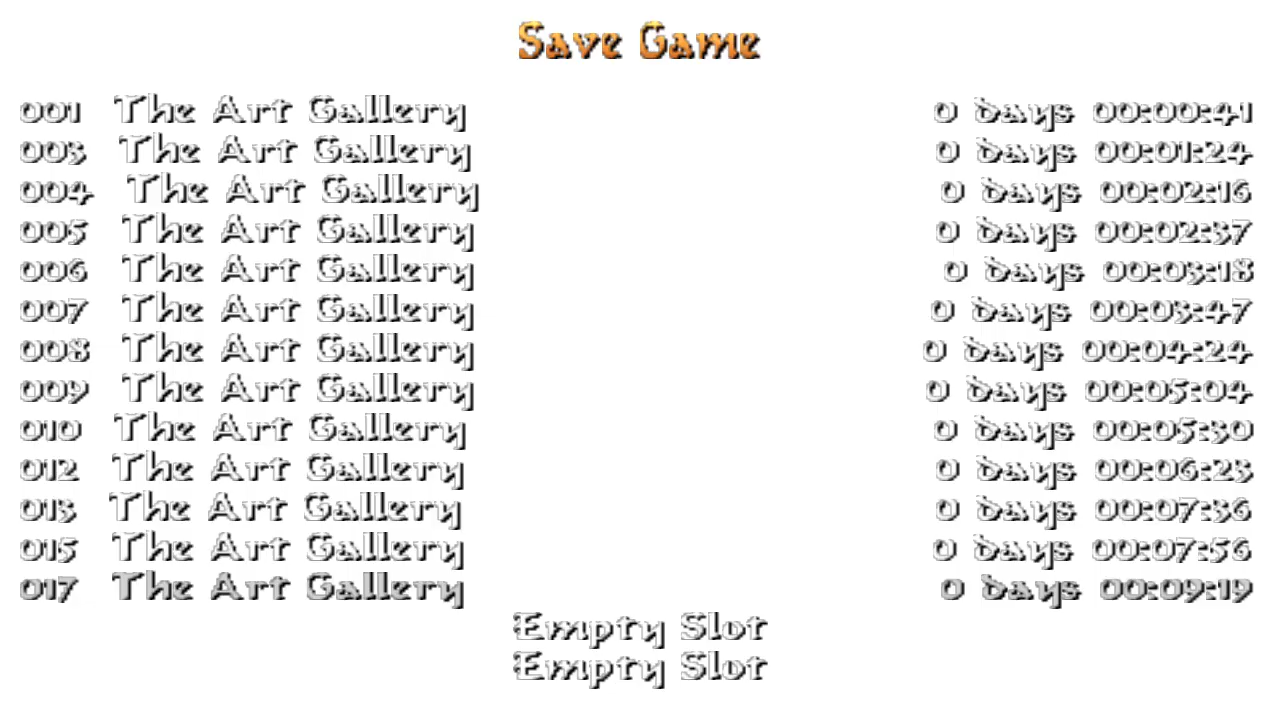 Save Game
001 The Art Gallery 0 days 00:00:41
003 The Art Gallery 0 days 00:01:24
004 The Art Gallery 0 days 00:02:16
005 The Art Gallery 0 days 00:02:37
006 The Art Gallery 0 days 00:03:18
007 The Art Gallery 0 days 00:03:47
008 The Art Gallery 0 days 00:04:24
009 The Art Gallery 0 days 00:05:04
010 The Art Gallery 0 days 00:05:30
012 The Art Gallery 0 days 00:06:23
013 The Art Gallery 0 days 00:07:36
015 The Art Gallery 0 days 00:07:56
017 The Art Gallery 0 days 00:09:19
Empty Slot
Empty Slot